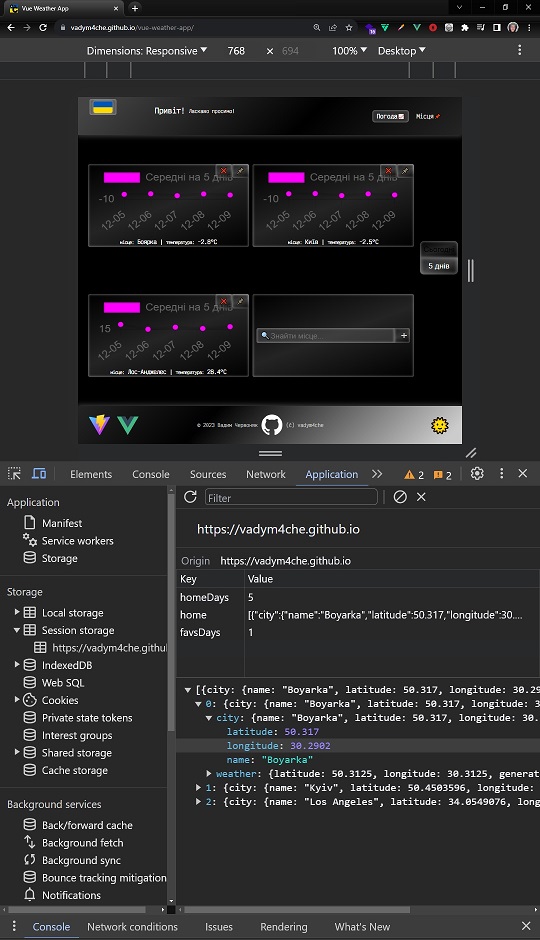 Vue Weather App
vadym4che.github.io/vue-weather-app/
Dimensions: Responsive 768 × 694 100% Desktop
Привіт! Ласкаво просимо!
Погода
Місця
Середні на 5 днів
-10
12-05 12-06 12-07 12-08 12-09
місце: Боярка | температура: -2.8°C
Середні на 5 днів
-10
12-05 12-06 12-07 12-08 12-09
місце: Київ | температура: -2.5°C
Сьогодні
5 днів
Середні на 5 днів
15
12-05 12-06 12-07 12-08 12-09
місце: Лос-Анджелес | температура: 26.4°C
Знайти місце... +
© 2023 Вадим Червоняк (č) vadym4che
Elements Console Sources Network Application 2 2
Application
Manifest
Service workers
Storage
Storage
Local storage
Session storage
https://vadym4che.githu
IndexedDB
Web SQL
Cookies
Private state tokens
Interest groups
Shared storage
Cache storage
Background services
Back/forward cache
Background fetch
Background sync
Bounce tracking mitigation
Notifications
Filter
https://vadym4che.github.io
Origin https://vadym4che.github.io
Key Value
homeDays 5
home [{"city":{"name":"Boyarka","latitude":50.317,"longitude":30....
favsDays 1
[{city: {name: "Boyarka", latitude: 50.317, longitude: 30.29
0: {city: {name: "Boyarka", latitude: 50.317, longitude: 3
city: {name: "Boyarka", latitude: 50.317, longitude: 30.
latitude: 50.317
longitude: 30.2902
name: "Boyarka"
weather: {latitude: 50.3125, longitude: 30.3125, generat
1: {city: {name: "Kyiv", latitude: 50.4503596, longitude:
2: {city: {name: "Los Angeles", latitude: 34.0549076, long
Console Network conditions Issues Rendering What's New